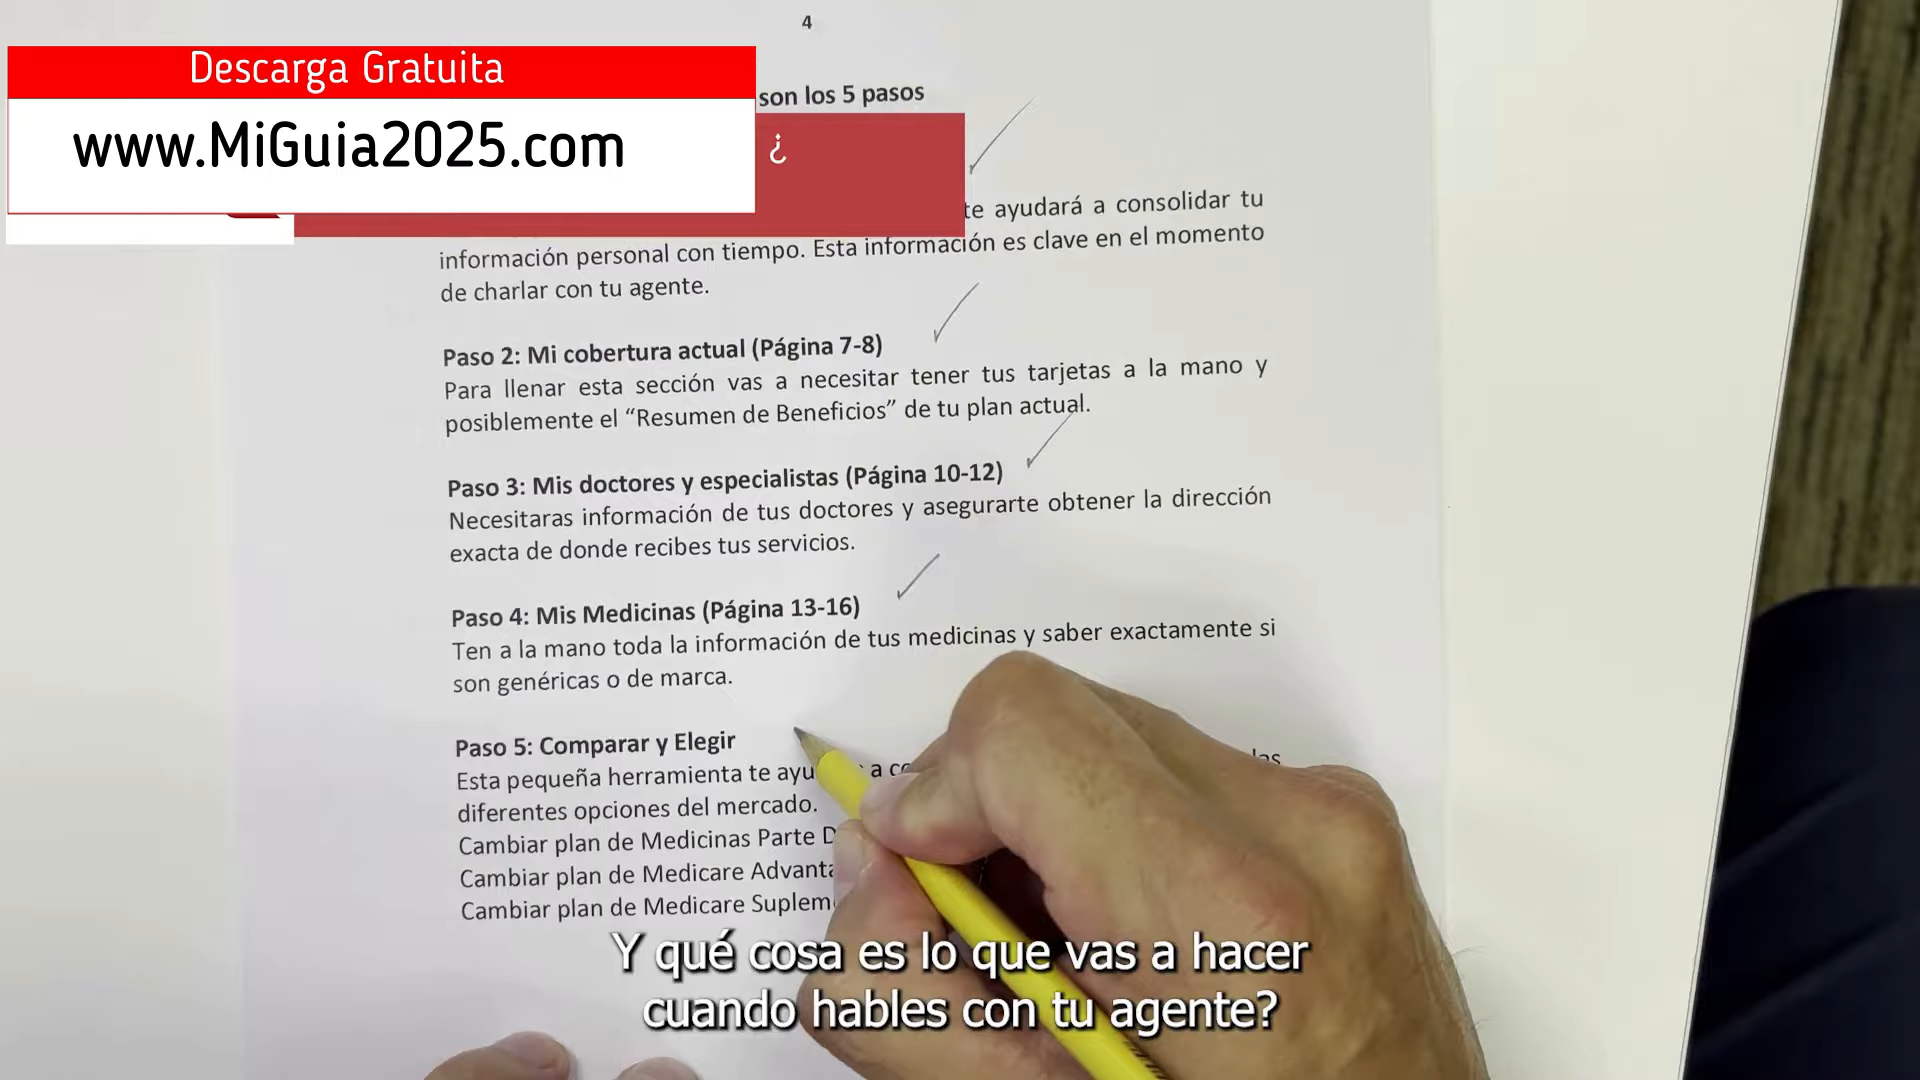 4
Descarga Gratuita
www.MiGuia2025.com
son los 5 pasos
¿
te ayudará a consolidar tu
información personal con tiempo. Esta información es clave en el momento
de charlar con tu agente.
Paso 2: Mi cobertura actual (Página 7-8)
Para llenar esta sección vas a necesitar tener tus tarjetas a la mano y
posiblemente el “Resumen de Beneficios” de tu plan actual.
Paso 3: Mis doctores y especialistas (Página 10-12)
Necesitaras información de tus doctores y asegurarte obtener la dirección
exacta de donde recibes tus servicios.
Paso 4: Mis Medicinas (Página 13-16)
Ten a la mano toda la información de tus medicinas y saber exactamente si
son genéricas o de marca.
Paso 5: Comparar y Elegir
Esta pequeña herramienta te a
diferentes opciones del mercado.
Cambiar plan de Medicinas Parte D
Cambiar plan de Medicare
Cambiar plan de Medicare
Y qué cosa es lo que vas a hacer
cuando hables con tu agente?